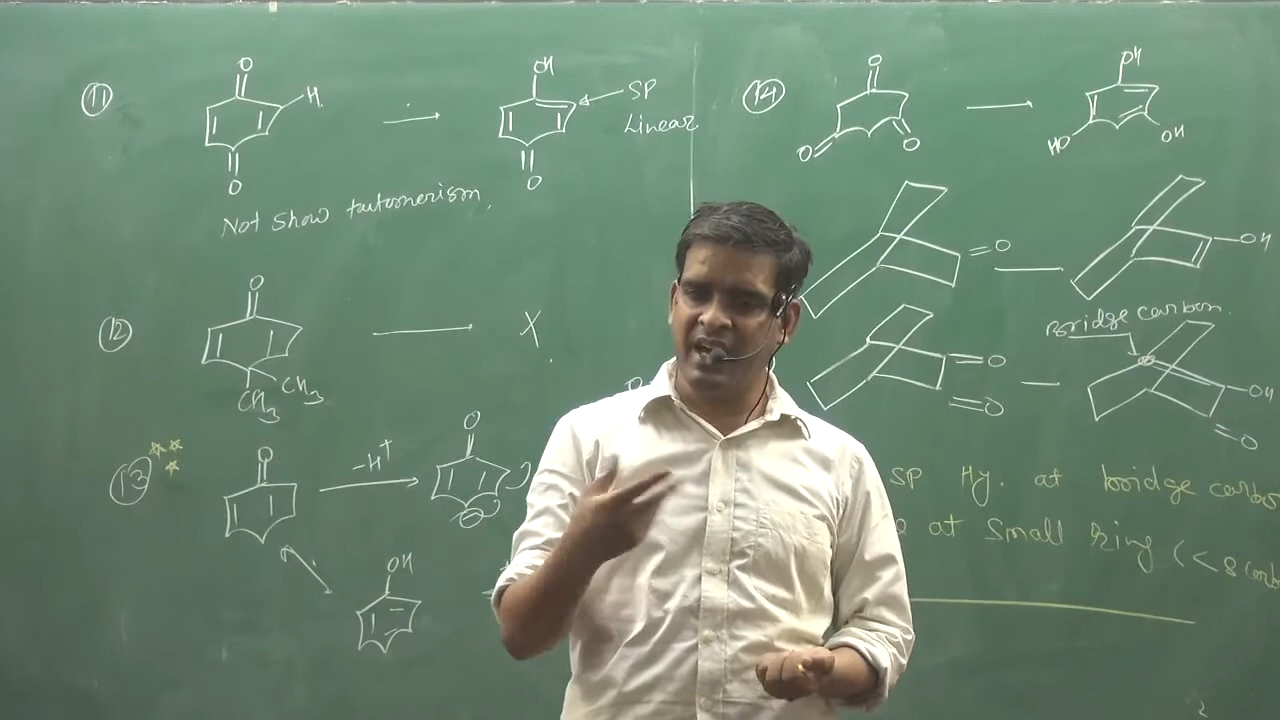 11
O
H
O
OH
SP
Linear
O
Not Show tautomerism,
12
O
CH3
CH3
X
13
O
-H+
O
OH
14
O
O
O
OH
HO
OH
=O
OH
Bridge carbon.
O
O
OH
O
SP Hy. at bridge carbo
at Small Ring (< 8 carb